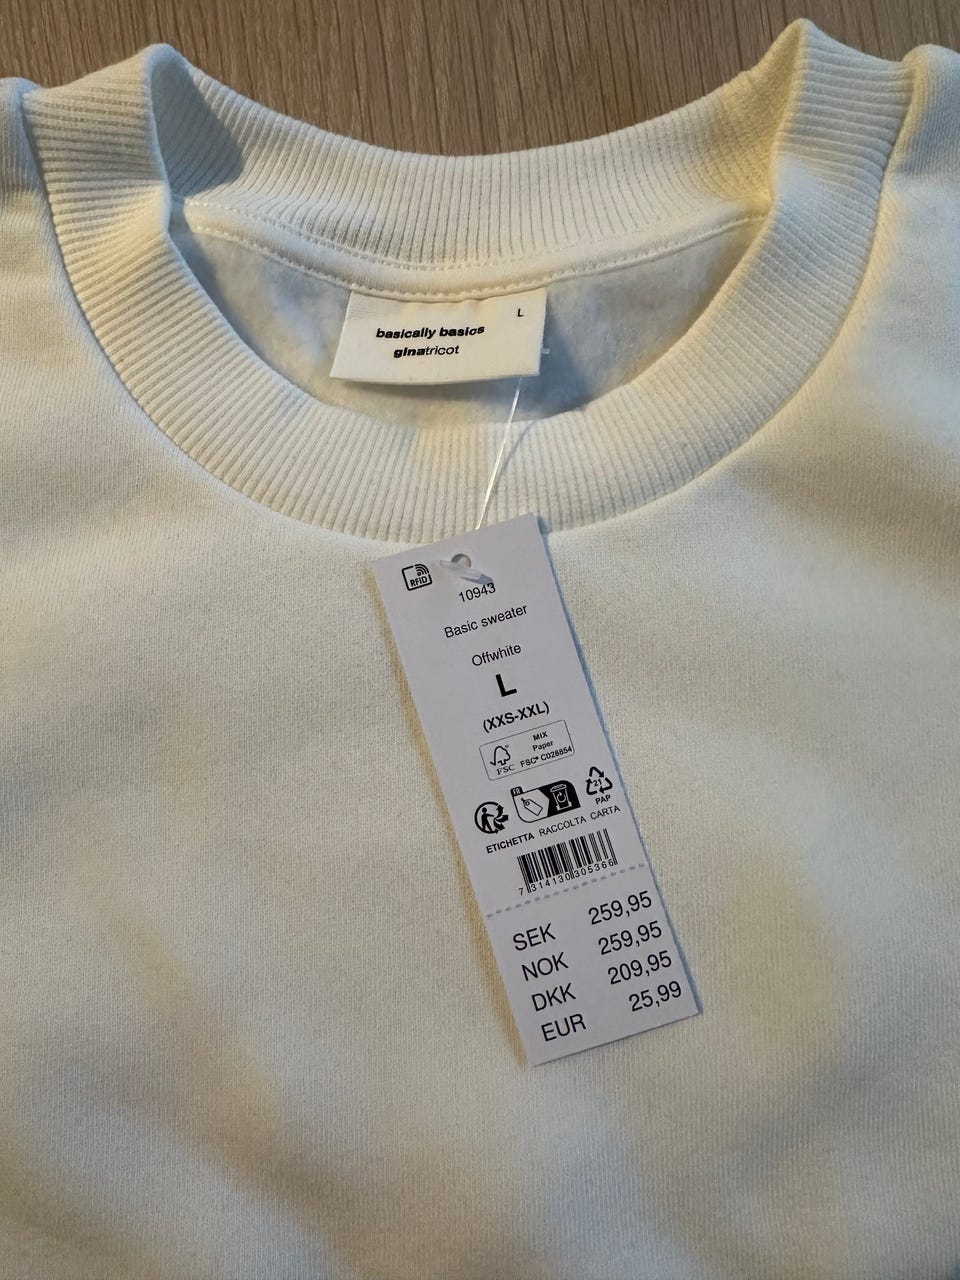 L
basically basics
ginatricot
RFID
10943
Basic sweater
Offwhite
L
(XXS-XXL)
MIX
Paper
FSC FSC® C028854
FR
21
PAP
ETICHETTA RACCOLTA CARTA
7 314130 305366
SEK 259,95
NOK 259,95
DKK 209,95
EUR 25,99